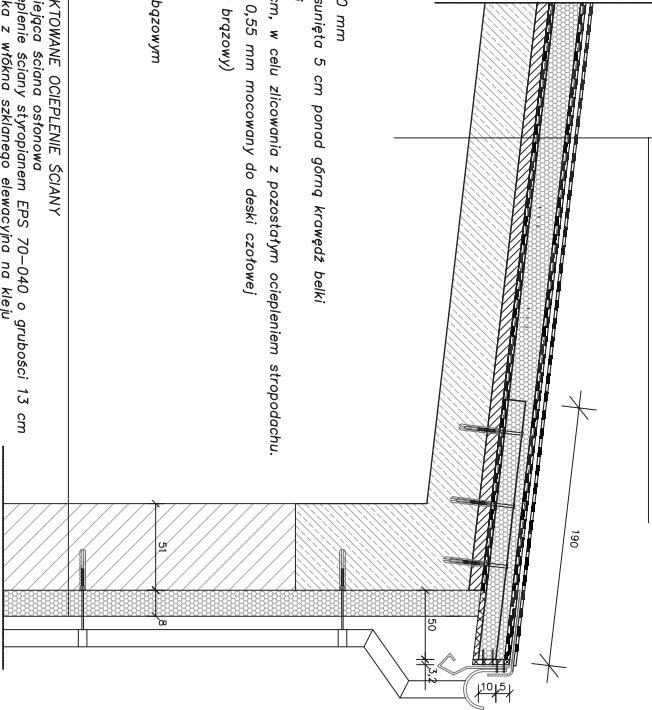 0 mm
sunięta 5 cm ponad górną krawędź belki
cm, w celu zlicowania z pozostałym ociepleniem stropodachu.
0,55 mm mocowany do deski czołowej
brązowy)
bązowym
KTOWANE OCIEPLENIE ŚCIANY
iejąca ściana osłonowa
eplenie ściany styropianem EPS 70-040 o grubości 13 cm
ka z włókna szklanego elewacyjna na kleju
190
50
3,2
10
5
51
8